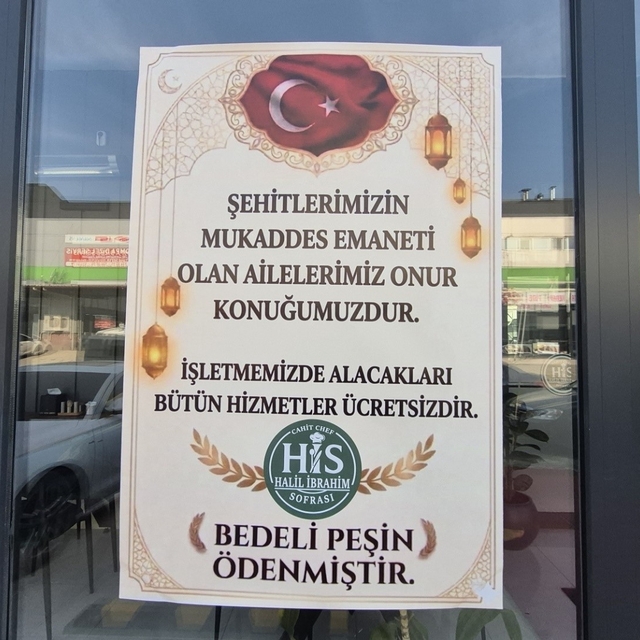 ŞEHİTLERİMİZİN
MUKADDES EMANETİ
OLAN AİLELERİMİZ ONUR
KONUĞUMUZDUR.
İŞLETMEMİZDE ALACAKLARI
BÜTÜN HİZMETLER ÜCRETSİZDİR.
CAHİT CHEF
HİS
HALİL İBRAHİM
SOFRASI
BEDELİ PEŞİN
ÖDENMİŞTİR.
HİS